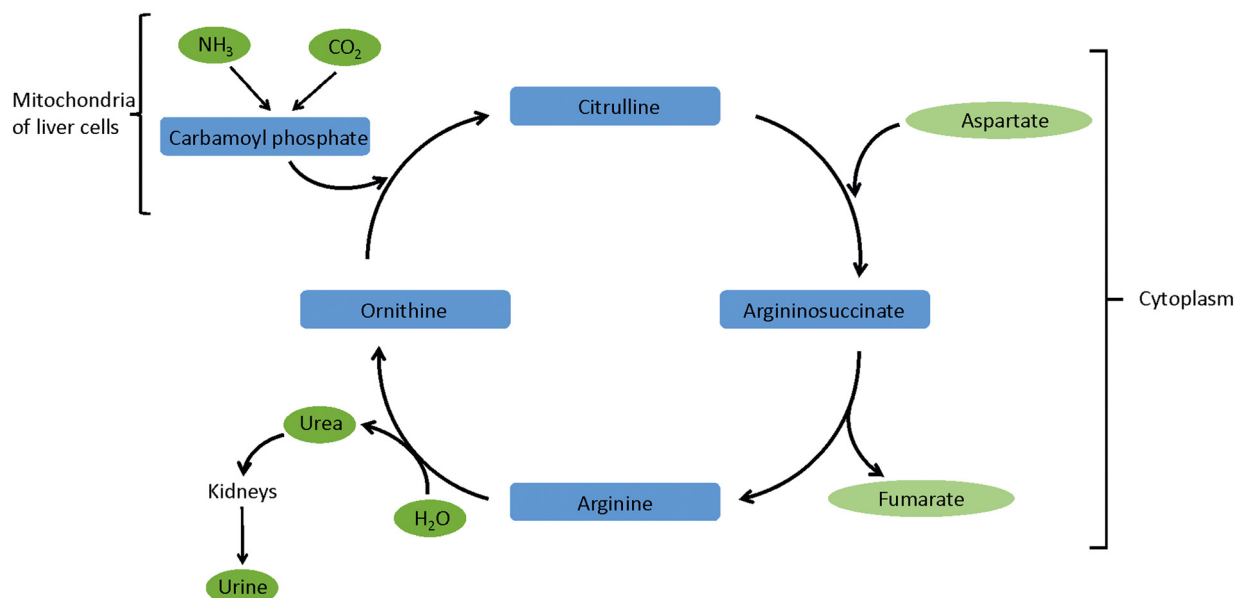 NH₃
CO₂
Mitochondria
of liver cells
Carbamoyl phosphate
Citrulline
Aspartate
Ornithine
Argininosuccinate
Cytoplasm
Urea
Kidneys
H₂O
Arginine
Fumarate
Urine